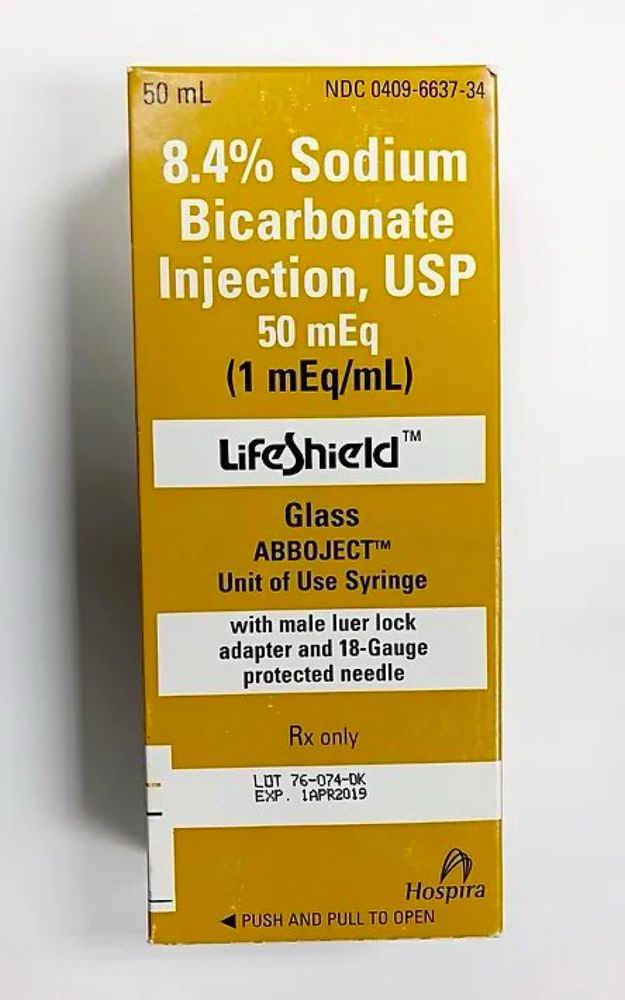 50 mL
NDC 0409-6637-34
8.4% Sodium
Bicarbonate
Injection, USP
50 mEq
(1 mEq/mL)
LifeShield™
Glass
ABBOJECT™
Unit of Use Syringe
with male luer lock
adapter and 18-Gauge
protected needle
Rx only
LOT 76-074-DK
EXP. 1APR2019
Hospira
◀ PUSH AND PULL TO OPEN